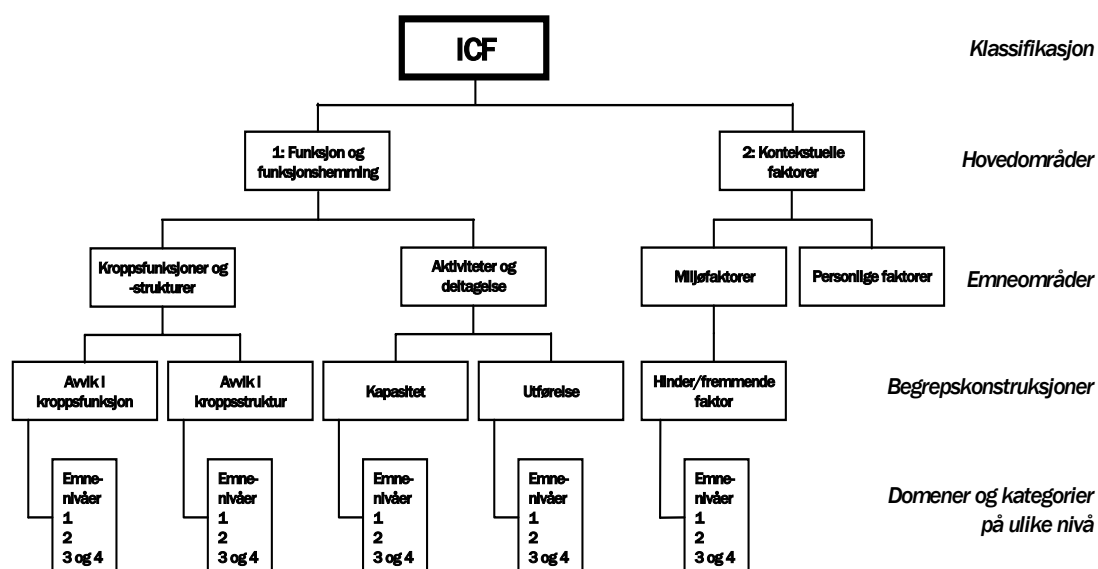 ICF
Klassifikasjon
1: Funksjon og
funksjonshemming
2: Kontekstuelle
faktorer
Hovedområder
Kroppsfunksjoner og
-strukturer
Aktiviteter og
deltagelse
Miljøfaktorer
Personlige faktorer
Emneområder
Avvik i
kroppsfunksjon
Avvik i
kroppsstruktur
Kapasitet
Utførelse
Hinder/fremmende
faktor
Begrepskonstruksjoner
Emne-
nivåer
1
2
3 og 4
Emne-
nivåer
1
2
3 og 4
Emne-
nivåer
1
2
3 og 4
Emne-
nivåer
1
2
3 og 4
Emne-
nivåer
1
2
3 og 4
Domener og kategorier
på ulike nivå